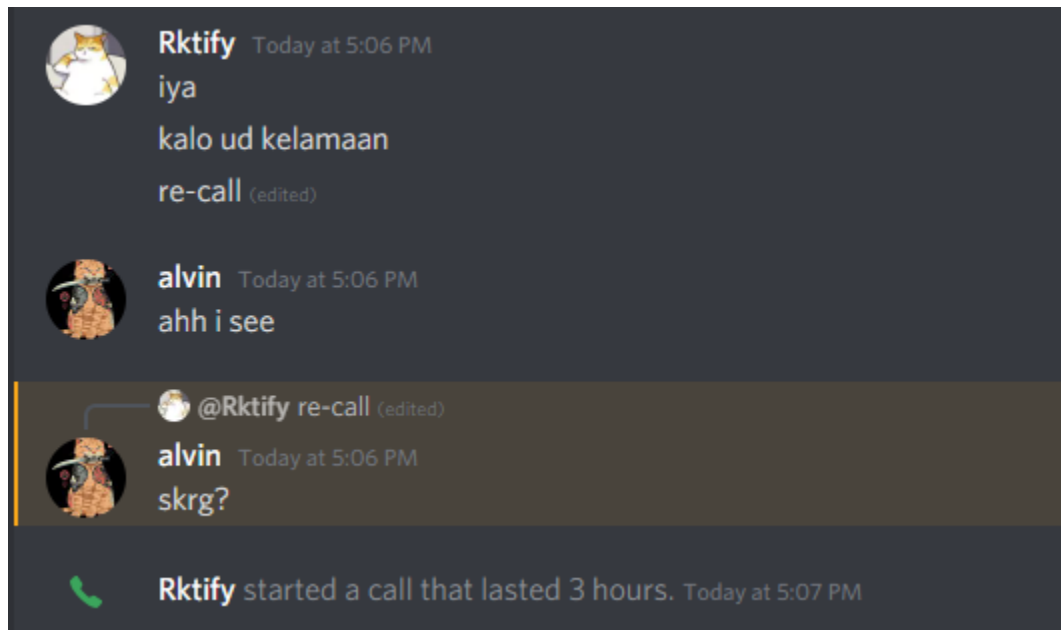 Rktify Today at 5:06 PM
iya
kalo ud kelamaan
re-call (edited)
alvin Today at 5:06 PM
ahh i see
@Rktify re-call (edited)
alvin Today at 5:06 PM
skrg?
Rktify started a call that lasted 3 hours. Today at 5:07 PM